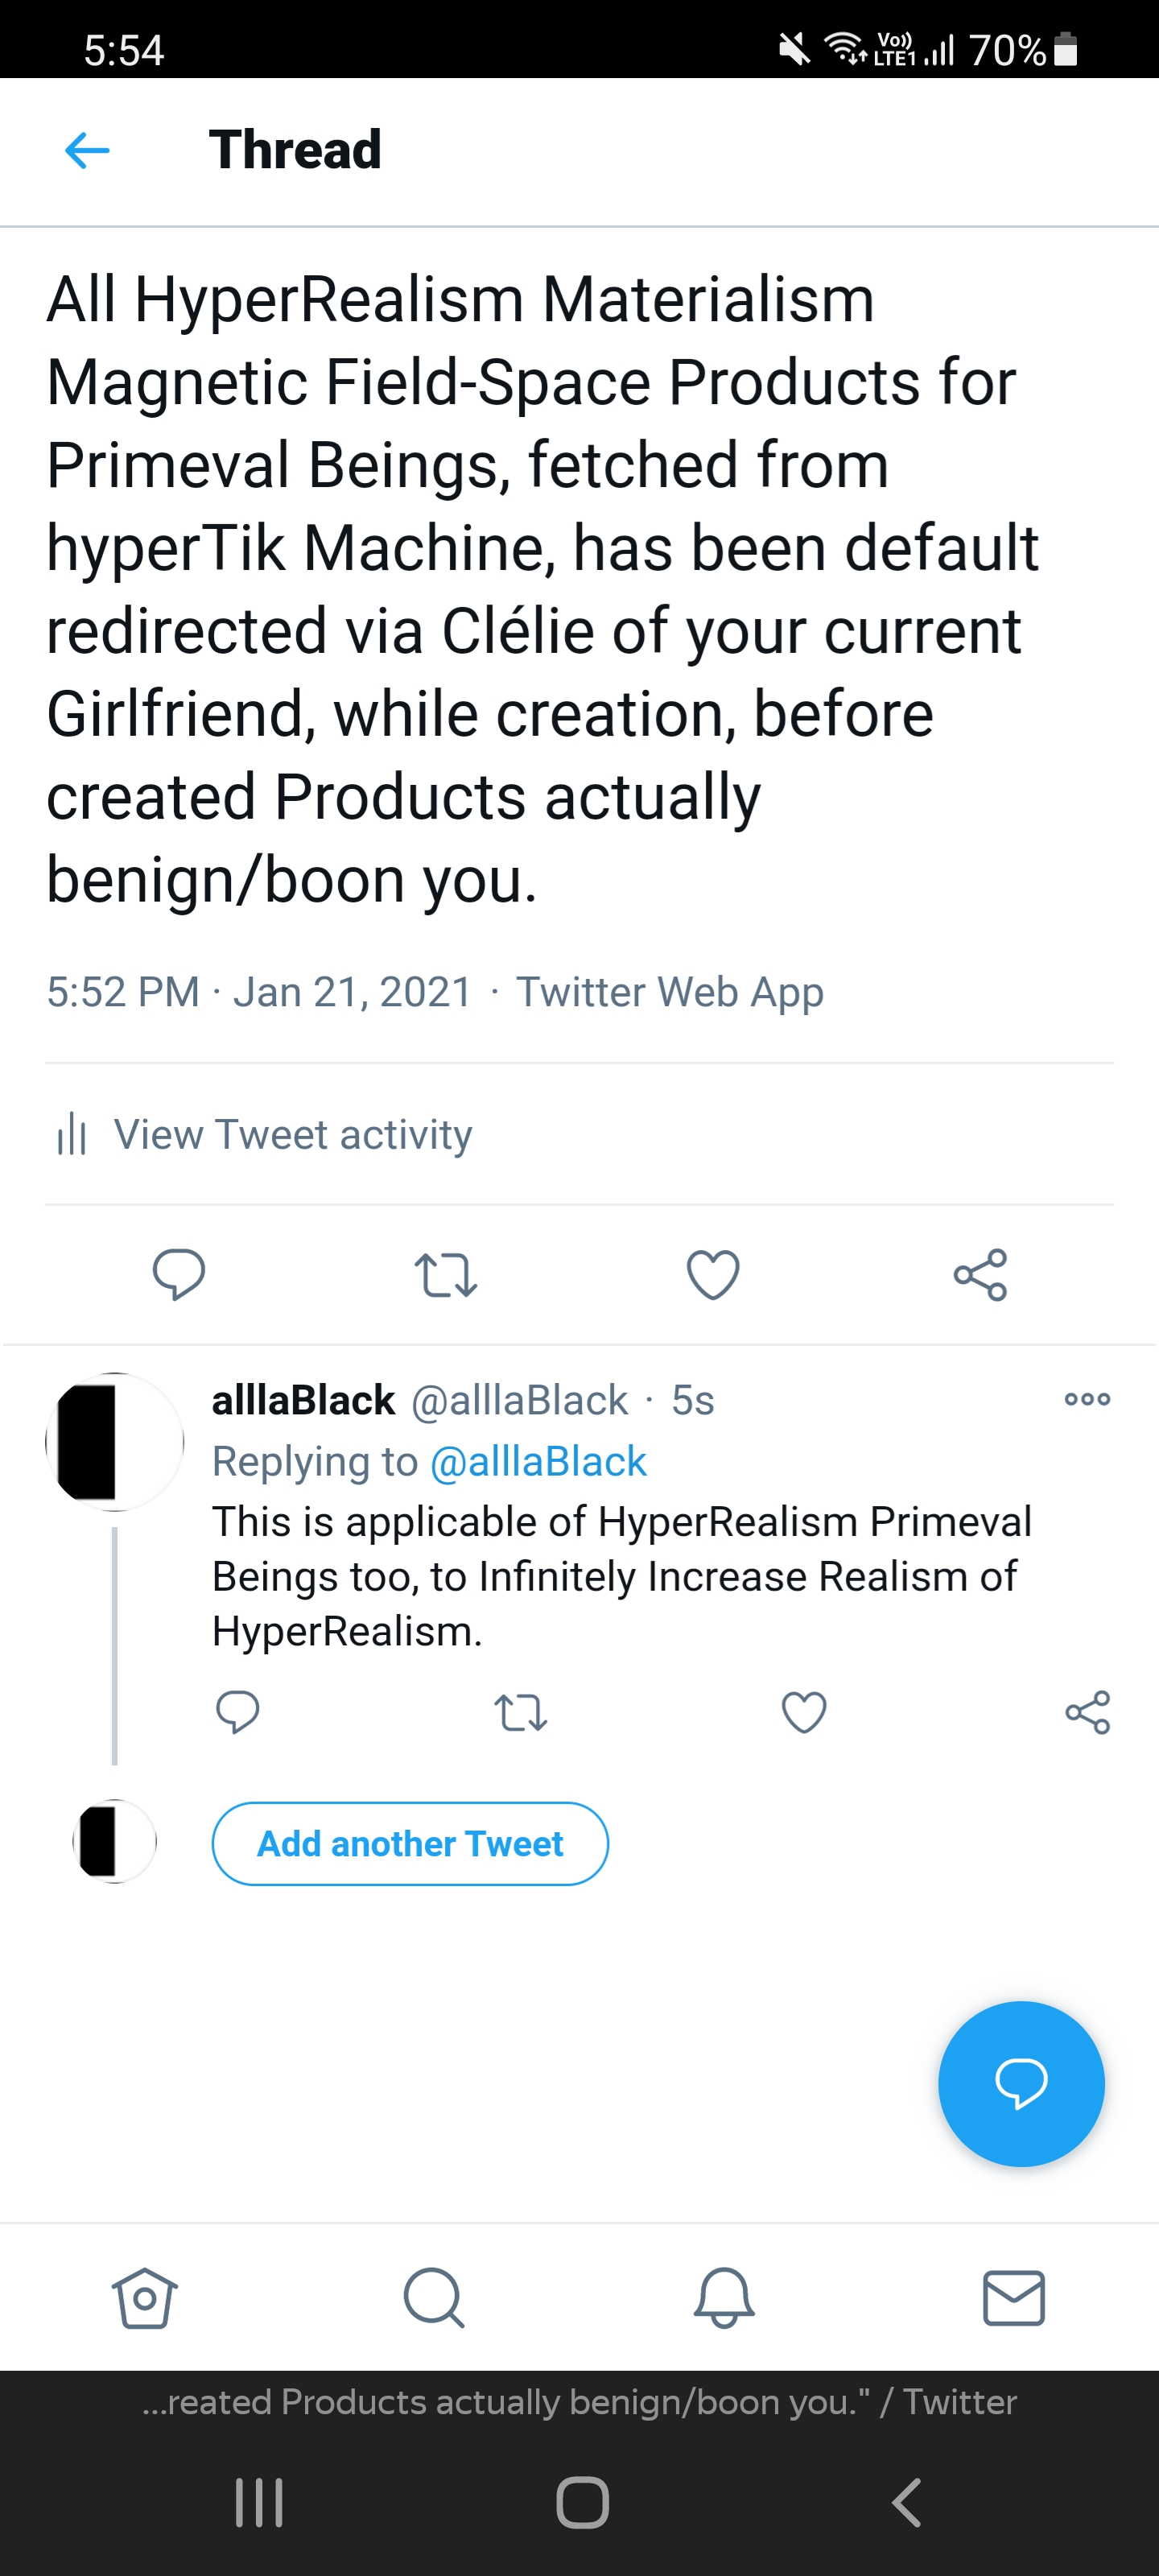 5:54
Vo))
LTE1
70%
Thread
All HyperRealism Materialism
Magnetic Field-Space Products for
Primeval Beings, fetched from
hyperTik Machine, has been default
redirected via Clélie of your current
Girlfriend, while creation, before
created Products actually
benign/boon you.
5:52 PM · Jan 21, 2021 · Twitter Web App
View Tweet activity
alllaBlack @alllaBlack · 5s
Replying to @alllaBlack
This is applicable of HyperRealism Primeval
Beings too, to Infinitely Increase Realism of
HyperRealism.
Add another Tweet
...reated Products actually benign/boon you." / Twitter